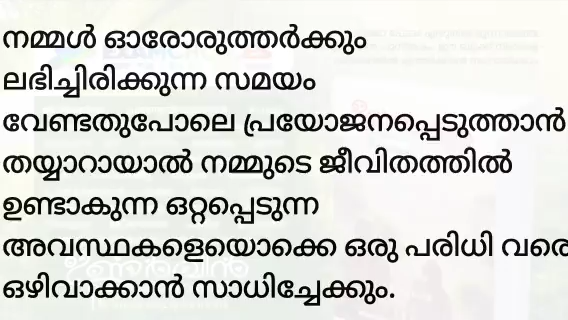 നമ്മൾ ഓരോരുത്തർക്കും
ലഭിച്ചിരിക്കുന്ന സമയം
വേണ്ടതുപോലെ പ്രയോജനപ്പെടുത്താൻ
തയ്യാറായാൽ നമ്മുടെ ജീവിതത്തിൽ
ഉണ്ടാകുന്ന ഒറ്റപ്പെടുന്ന
അവസ്ഥകളെയൊക്കെ ഒരു പരിധി വരെ
ഒഴിവാക്കാൻ സാധിച്ചേക്കും.